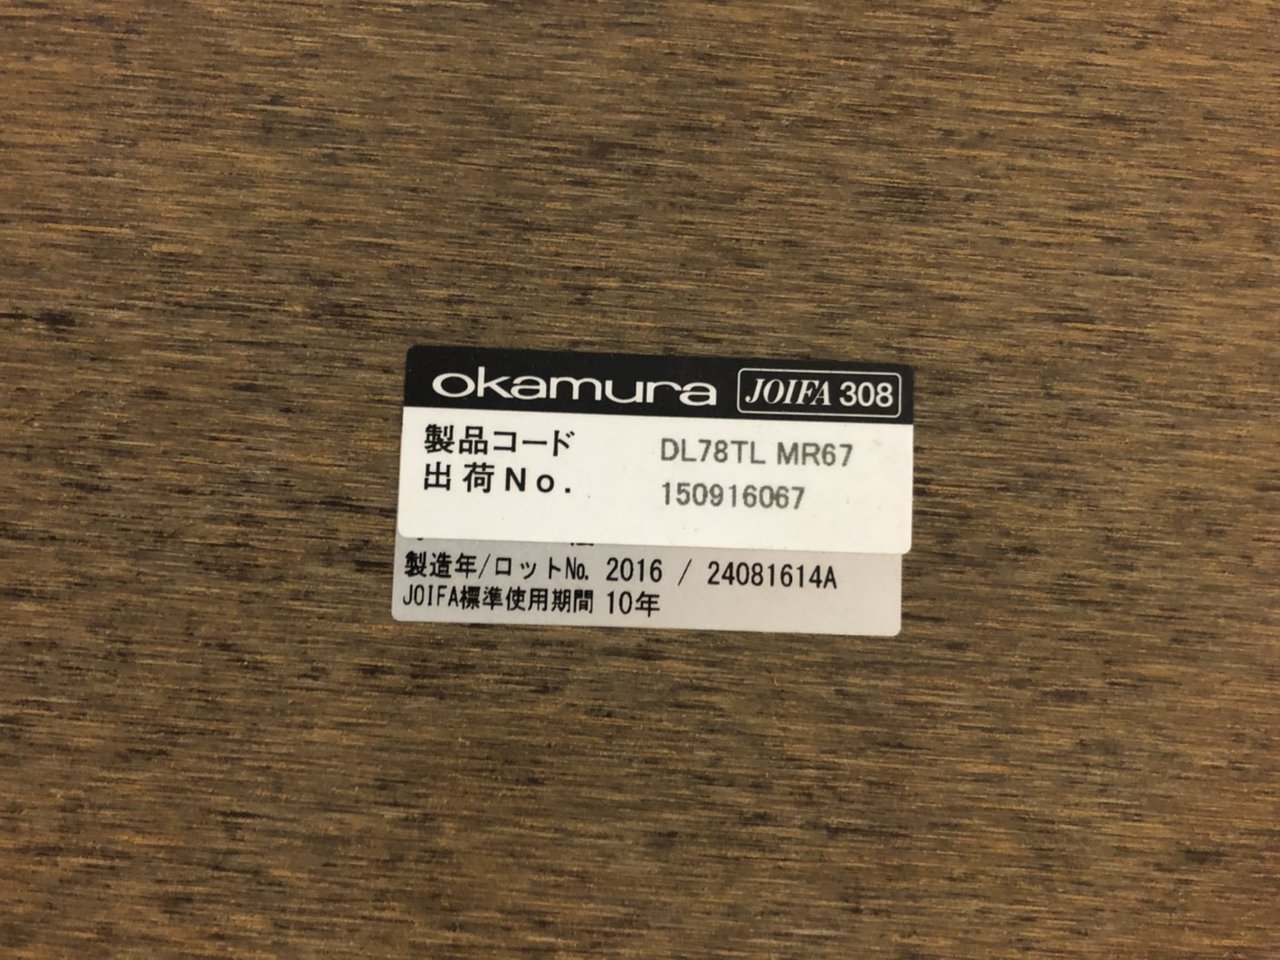 okamura JOIFA 308
製品コード DL78TL MR67
出荷No. 150916067
製造年/ロットNo. 2016 / 24081614A
JOIFA標準使用期間 10年